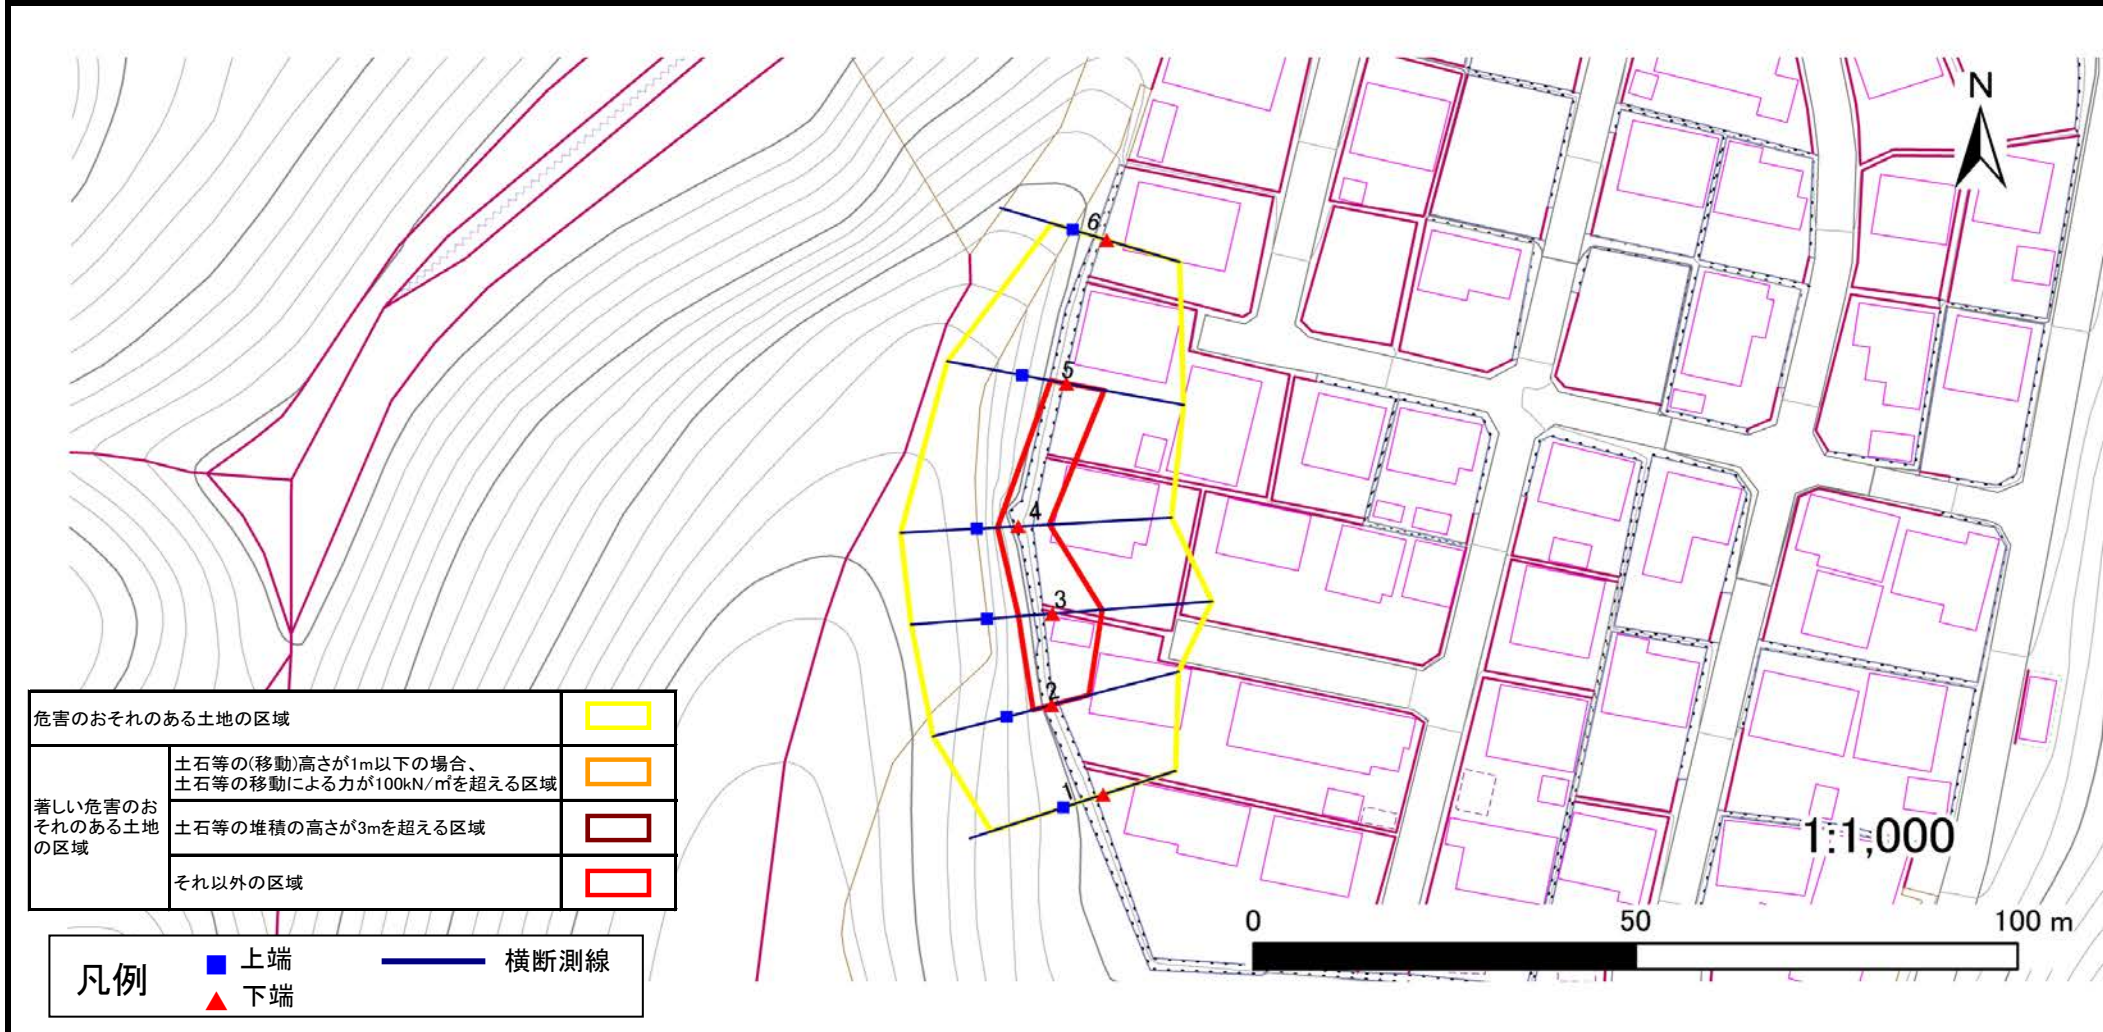 N
6
5
4
3
2
1
危害のおそれのある土地の区域
著しい危害のお
それのある土地
の区域
土石等の(移動)高さが1m以下の場合、
土石等の移動による力が100kN/㎡を超える区域
土石等の堆積の高さが3mを超える区域
それ以外の区域
凡例
上端
下端
横断測線
1:1,000
0 50 100 m